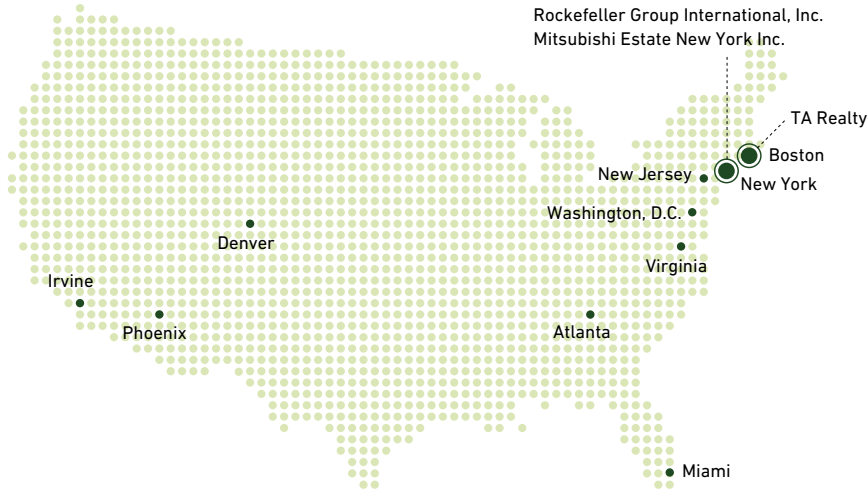 Rockefeller Group International, Inc.
Mitsubishi Estate New York Inc.
TA Realty
Boston
New Jersey
New York
Washington, D.C.
Denver
Virginia
Irvine
Phoenix
Atlanta
Miami